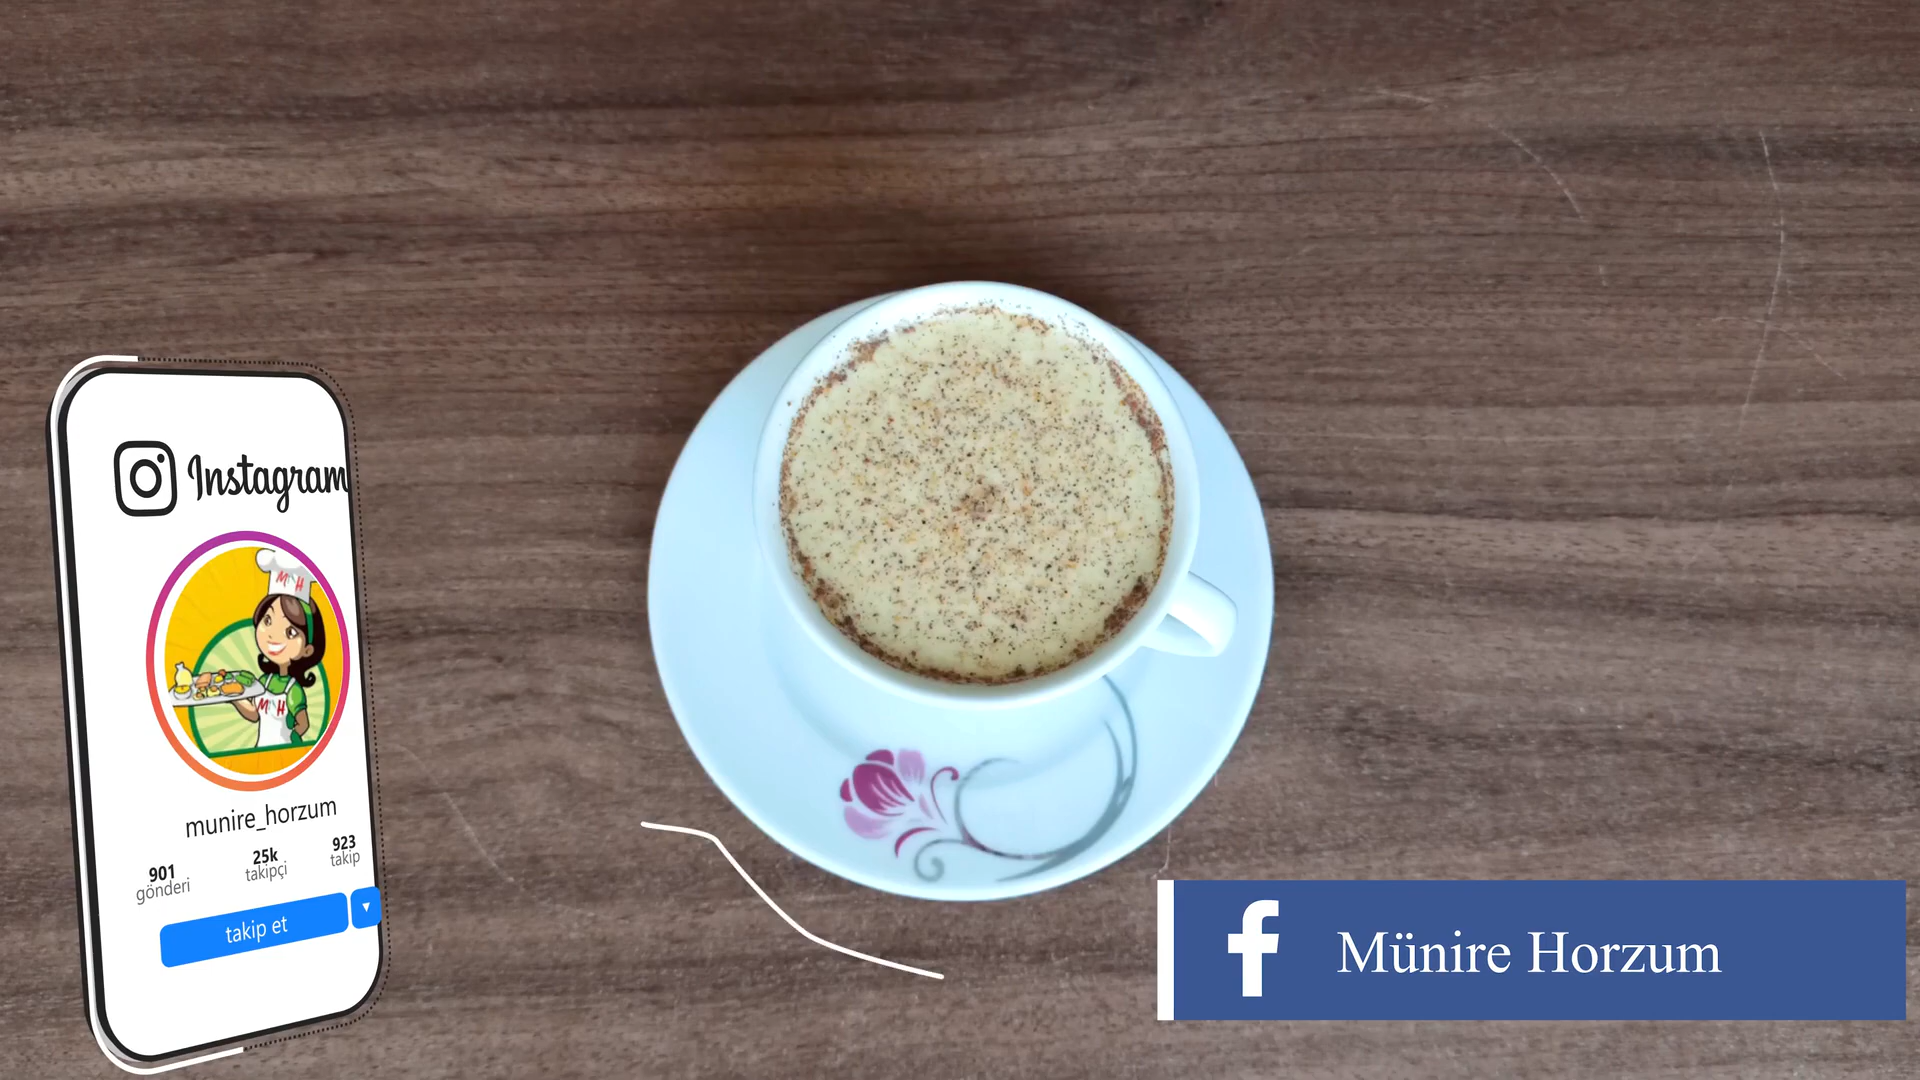 Instagram
M H
M H
munire_horzum
901
gönderi
25k
takipçi
923
takip
takip et
Münire Horzum